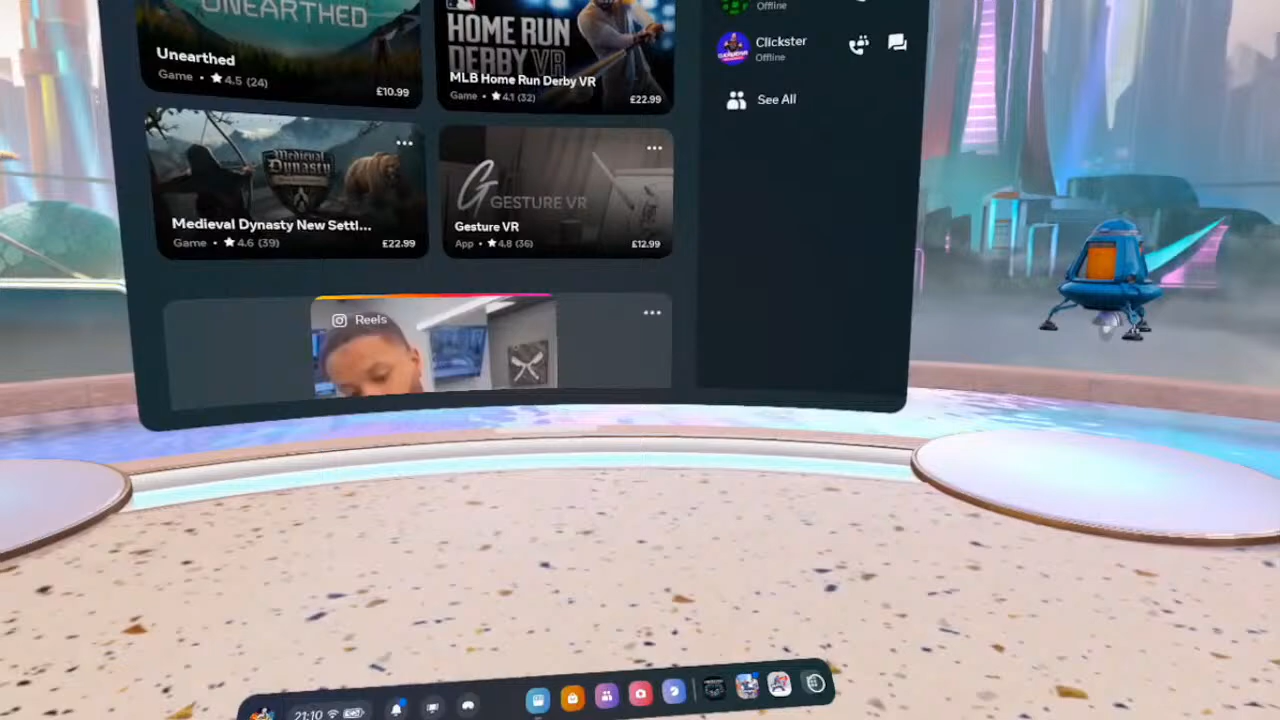 UNEARTHED
Unearthed
Game • ★ 4.5 (24)
£10.99
HOME RUN
DERBY VR
MLB Home Run Derby VR
Game • ★ 4.1 (32)
£22.99
Offline
Clickster
Offline
See All
Medieval
Dynasty
Medieval Dynasty New Settl...
Game • ★ 4.6 (39)
£22.99
G
GESTURE VR
Gesture VR
App • ★ 4.8 (36)
£12.99
Reels
21:10